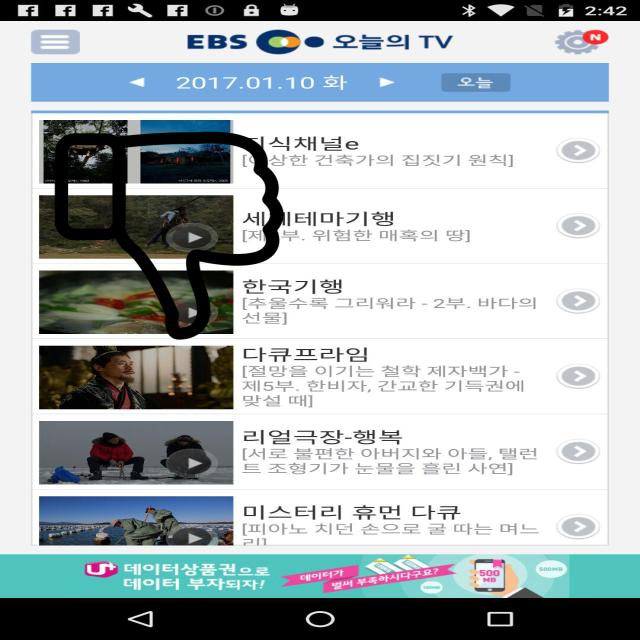 2:42
EBS 오늘의 TV
N
2017.01.10 화
오늘
지식채널e
[이상한 건축가의 집짓기 원칙]
세계테마기행
부. 위험한 매혹의 땅]
한국기행
[추울수록 그리워라 - 2부. 바다의
선물]
다큐프라임
[절망을 이기는 철학 제자백가 -
제5부. 한비자, 간교한 기득권에
맞설 때]
리얼극장-행복
[서로 불편한 아버지와 아들, 탤런
트 조형기가 눈물을 흘린 사연]
미스터리 휴먼 다큐
[피아노 치던 손으로 굴 따는 며느
리]
U+ 데이터상품권으로
데이터 부자되자!
데이터가
벌써 부족하시다구요?
500
MB
500MB